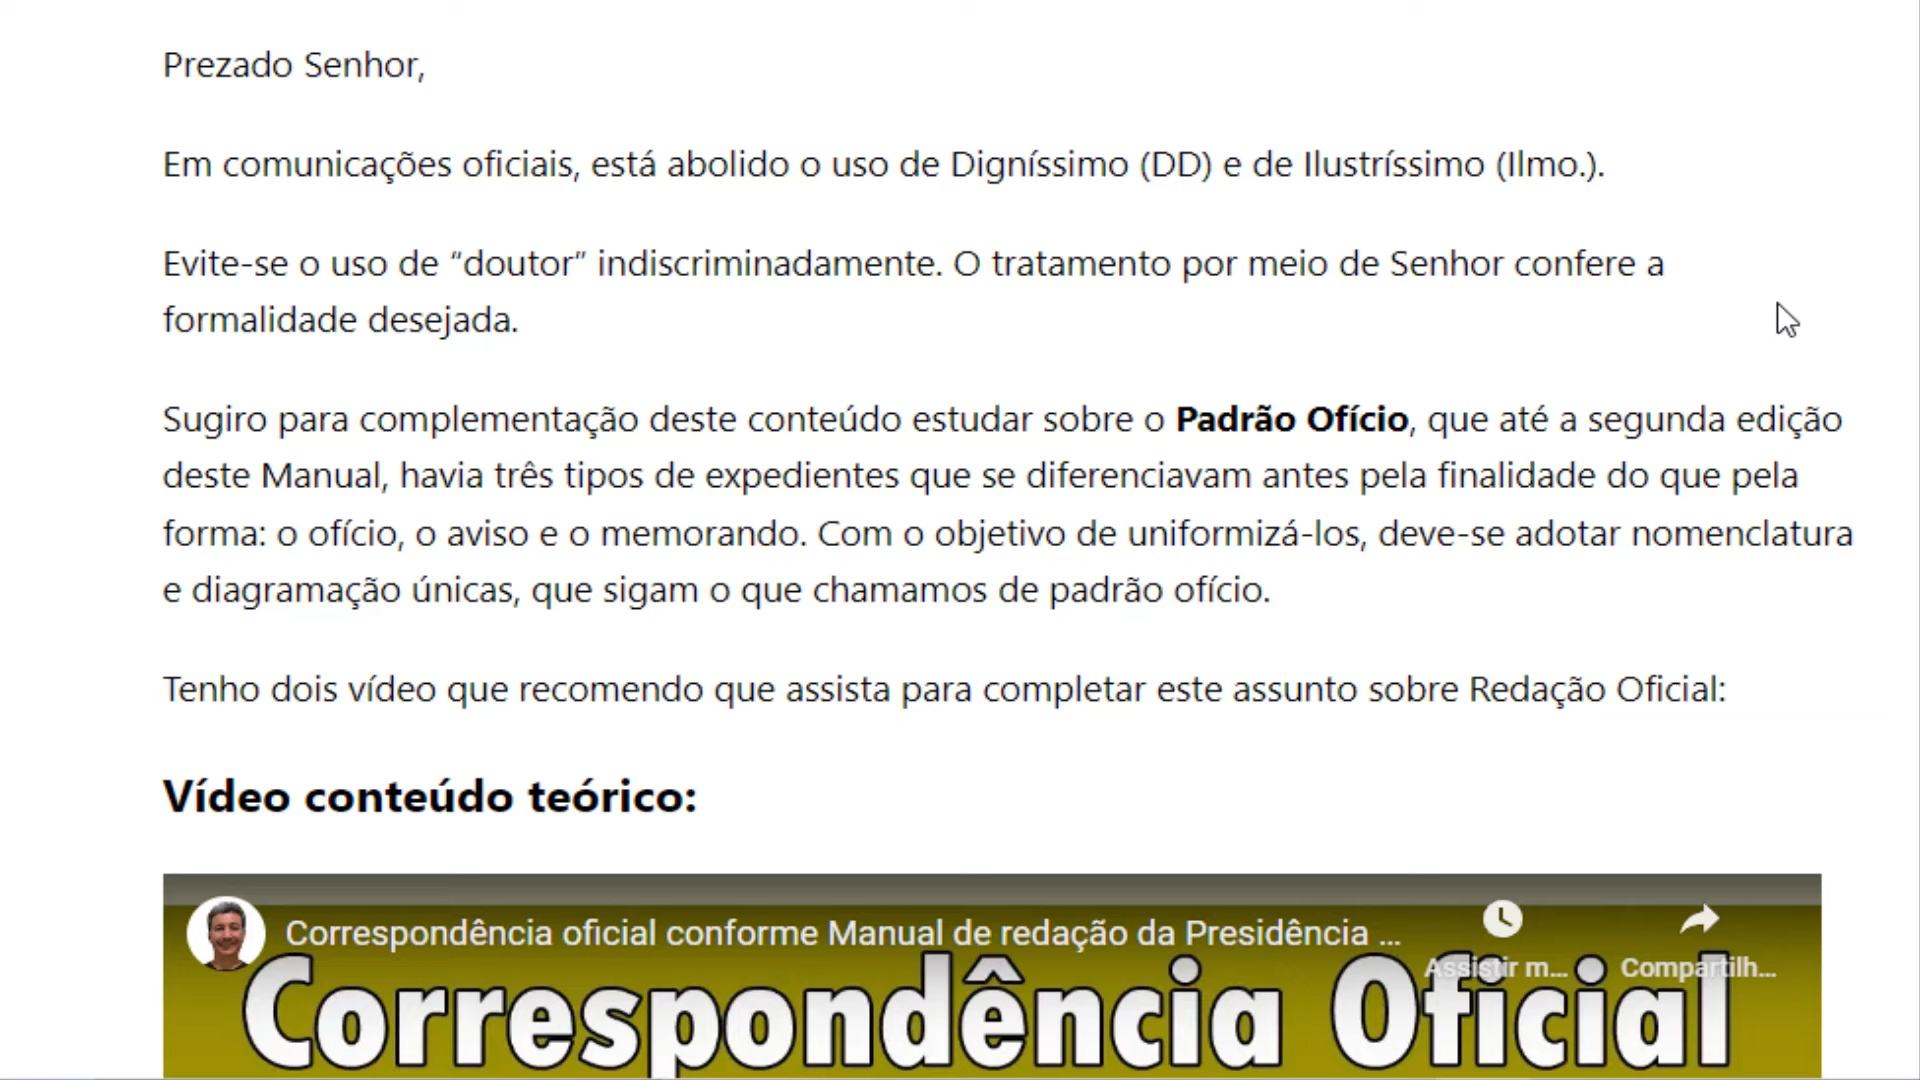 Prezado Senhor,
Em comunicações oficiais, está abolido o uso de Digníssimo (DD) e de Ilustríssimo (Ilmo.).
Evite-se o uso de “doutor” indiscriminadamente. O tratamento por meio de Senhor confere a
formalidade desejada.
Sugiro para complementação deste conteúdo estudar sobre o Padrão Ofício, que até a segunda edição
deste Manual, havia três tipos de expedientes que se diferenciavam antes pela finalidade do que pela
forma: o ofício, o aviso e o memorando. Com o objetivo de uniformizá-los, deve-se adotar nomenclatura
e diagramação únicas, que sigam o que chamamos de padrão ofício.
Tenho dois vídeo que recomendo que assista para completar este assunto sobre Redação Oficial:
Vídeo conteúdo teórico:
Correspondência oficial conforme Manual de redação da Presidência ...
Assistir m...
Compartilh...
Correspondência Oficial